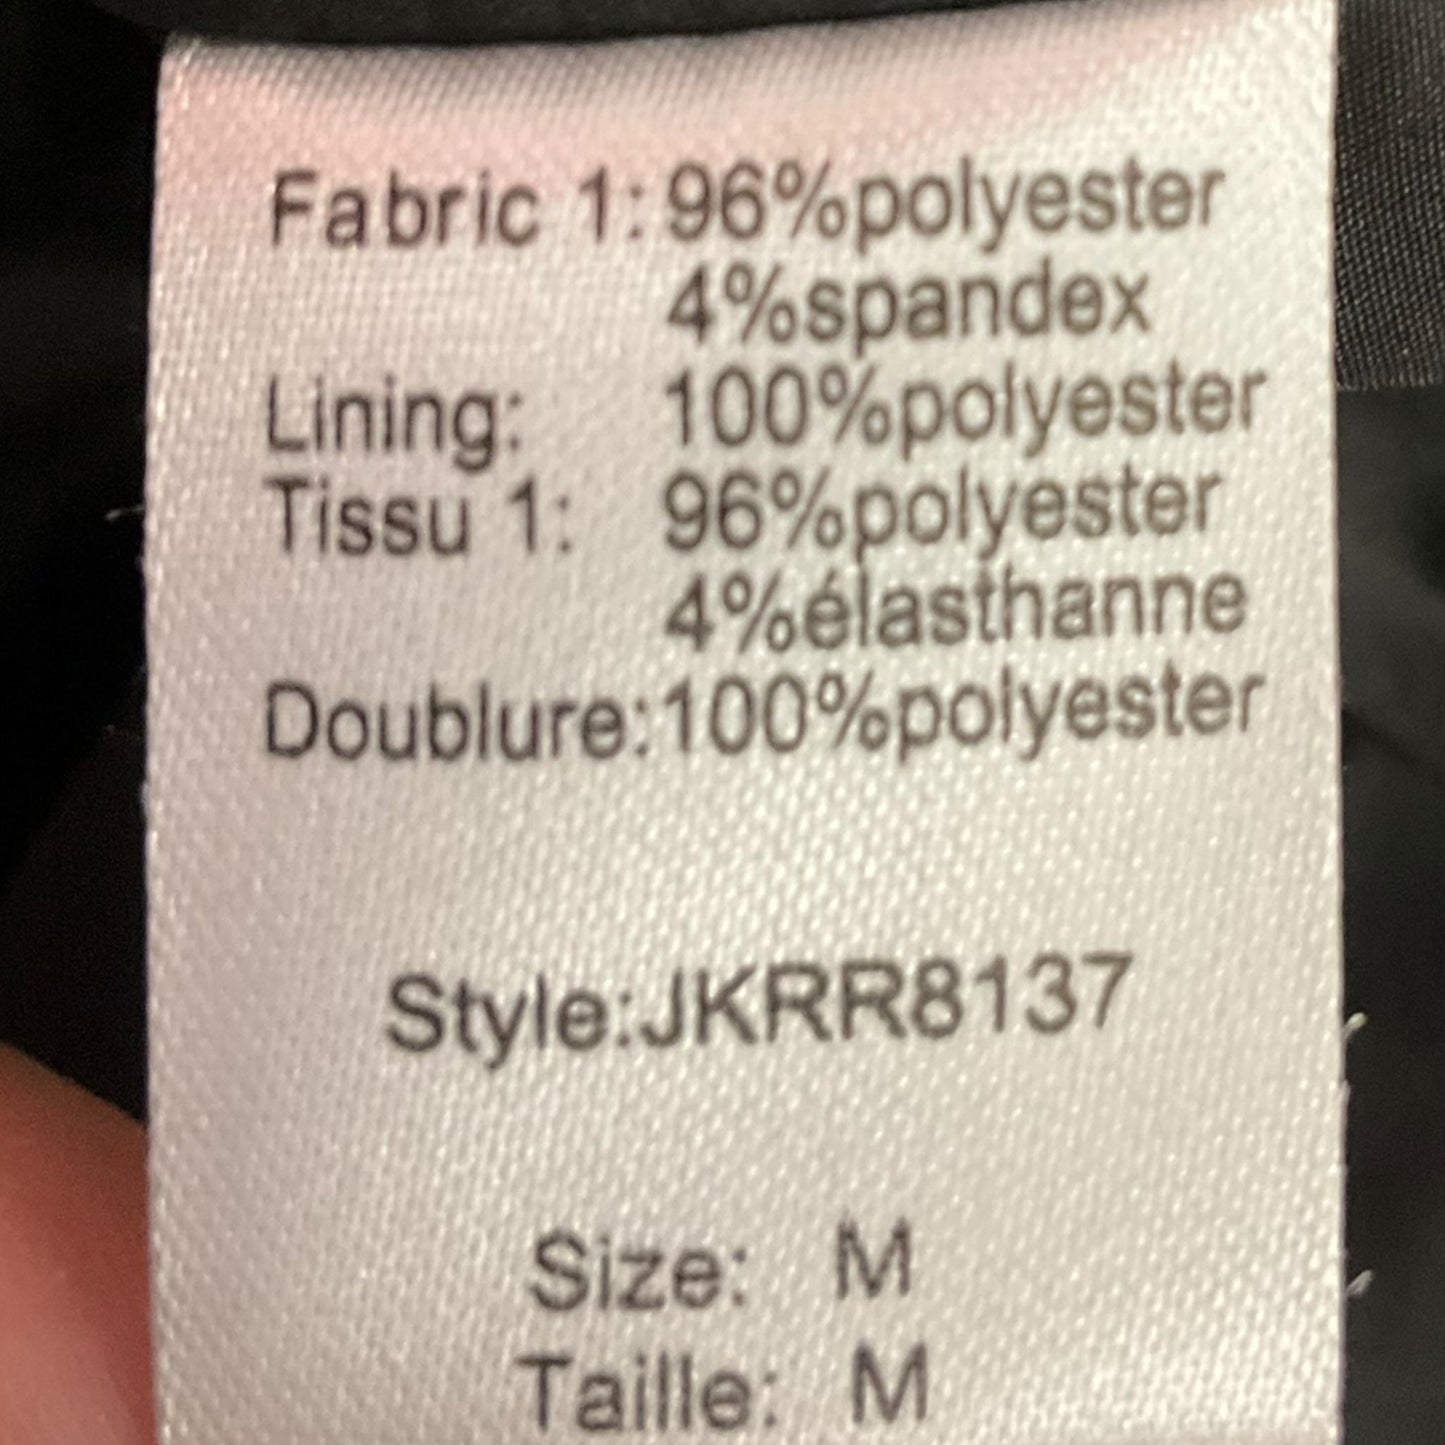 Fabric 1: 96%polyester
4%spandex
Lining: 100%polyester
Tissu 1: 96%polyester
4%élasthanne
Doublure:100%polyester
Style:JKRR8137
Size: M
Taille: M